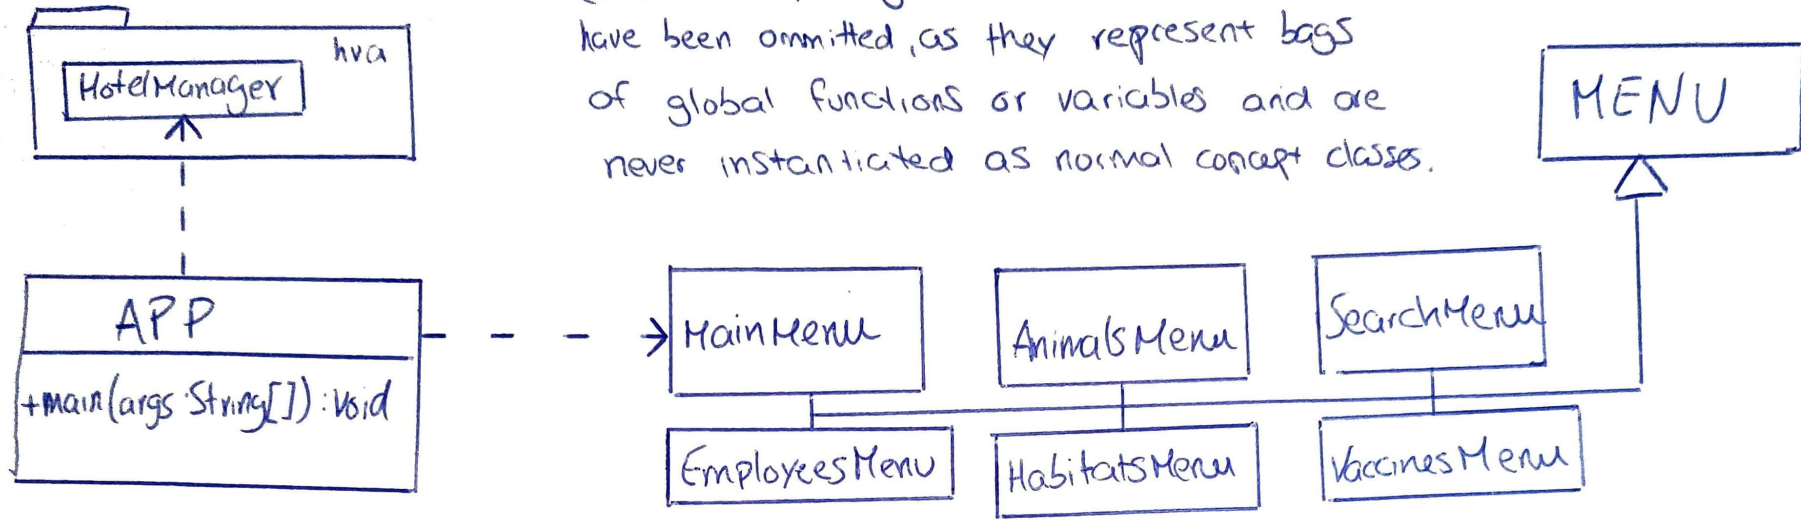 hva
HotelManager
have been ommitted, as they represent bags
of global functions or variables and are
never instantiated as normal concept classes.
MENU
APP
+main(args:String[]):void
MainMenu
AnimalsMenu
SearchMenu
EmployeesMenu
HabitatsMenu
VaccinesMenu